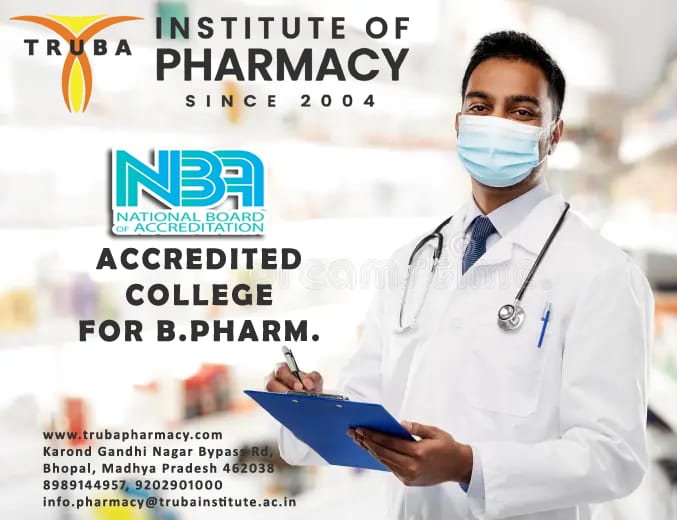 TRUBA
INSTITUTE OF
PHARMACY
SINCE 2004
NBA
NATIONAL BOARD
OF ACCREDITATION
ACCREDITED
COLLEGE
FOR B.PHARM.
dreamstime.
www.trubapharmacy.com
Karond Gandhi Nagar Bypass Rd,
Bhopal, Madhya Pradesh 462038
8989144957, 9202901000
info.pharmacy@trubainstitute.ac.in